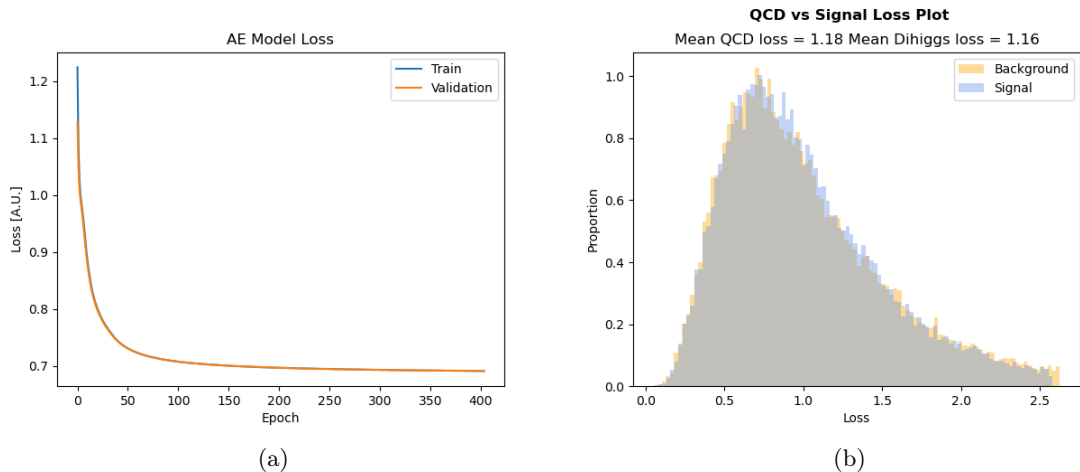 AE Model Loss
Train
Validation
1.2
1.1
1.0
0.9
0.8
0.7
Loss [A.U.]
0 50 100 150 200 250 300 350 400
Epoch
(a)
QCD vs Signal Loss Plot
Mean QCD loss = 1.18 Mean Dihiggs loss = 1.16
Background
Signal
1.0
0.8
0.6
0.4
0.2
0.0
Proportion
0.0 0.5 1.0 1.5 2.0 2.5
Loss
(b)